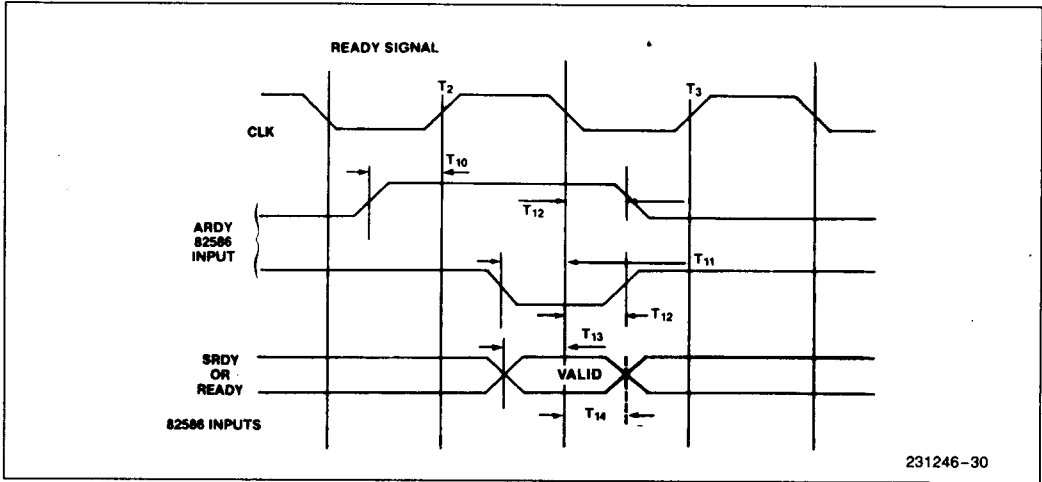 READY SIGNAL
T2
T3
CLK
T10
T12
ARDY
82586
INPUT
T11
T12
T13
SRDY
OR
READY
VALID
T14
82586 INPUTS
231246-30